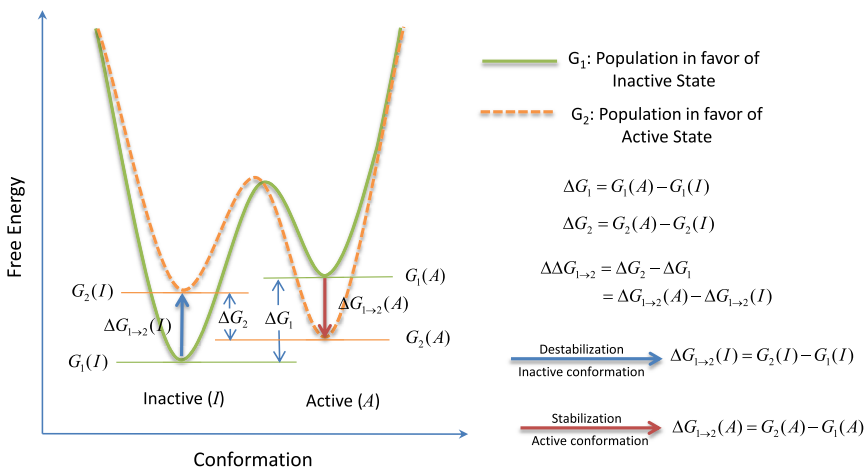 G₁: Population in favor of
Inactive State
G₂: Population in favor of
Active State
ΔG₁ = G₁(A) − G₁(I)
ΔG₂ = G₂(A) − G₂(I)
ΔΔG₁→₂ = ΔG₂ − ΔG₁
= ΔG₁→₂(A) − ΔG₁→₂(I)
Free Energy
G₁(A)
G₂(I)
ΔG₁→₂(I)
ΔG₂
ΔG₁
ΔG₁→₂(A)
G₂(A)
G₁(I)
Inactive (I)
Active (A)
Conformation
Destabilization
Inactive conformation
ΔG₁→₂(I) = G₂(I) − G₁(I)
Stabilization
Active conformation
ΔG₁→₂(A) = G₂(A) − G₁(A)